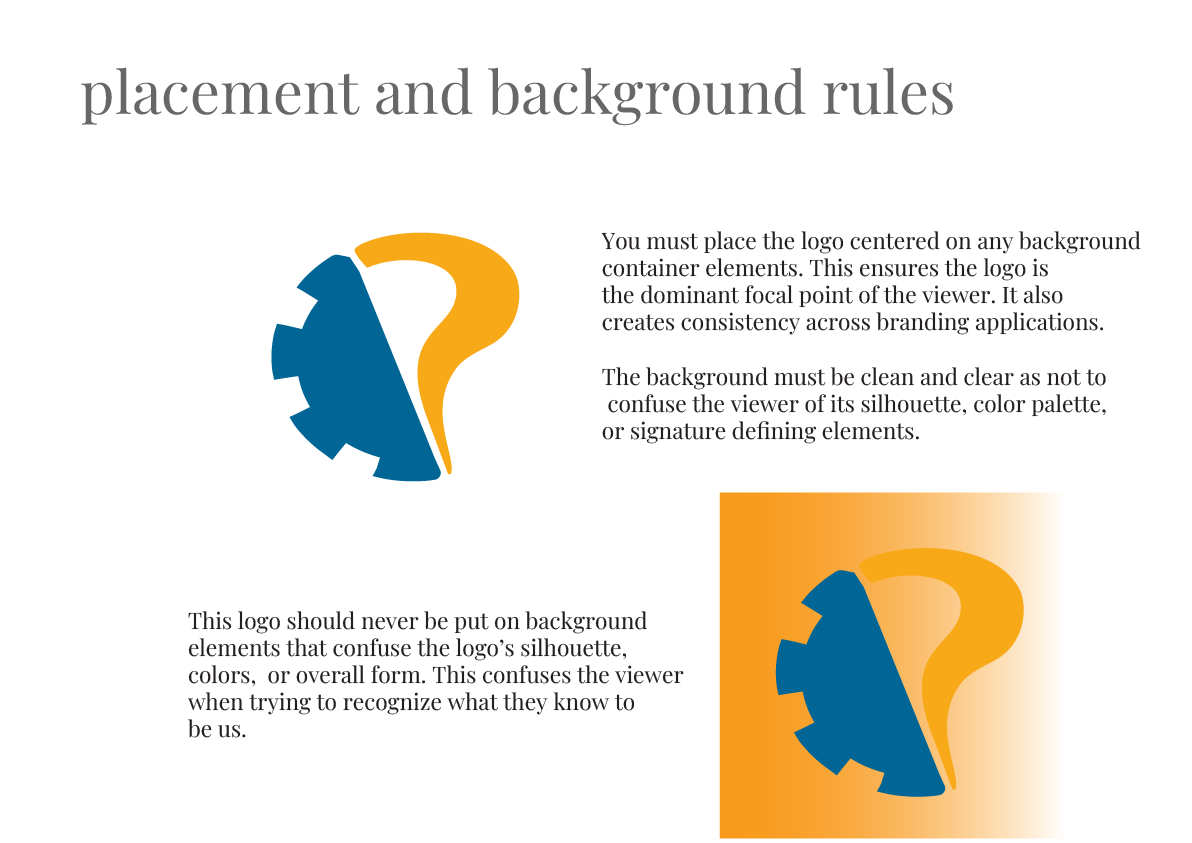 placement and background rules
You must place the logo centered on any background
container elements. This ensures the logo is
the dominant focal point of the viewer. It also
creates consistency across branding applications.
The background must be clean and clear as not to
confuse the viewer of its silhouette, color palette,
or signature defining elements.
This logo should never be put on background
elements that confuse the logo’s silhouette,
colors,  or overall form. This confuses the viewer
when trying to recognize what they know to
be us.